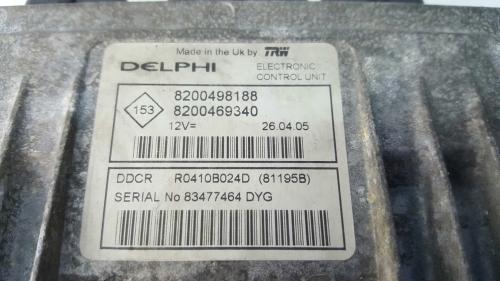 Made in the Uk by TRW
DELPHI ELECTRONIC
CONTROL UNIT
153
8200498188
8200469340
12V= 26.04.05
DDCR R0410B024D (81195B)
SERIAL No 83477464 DYG